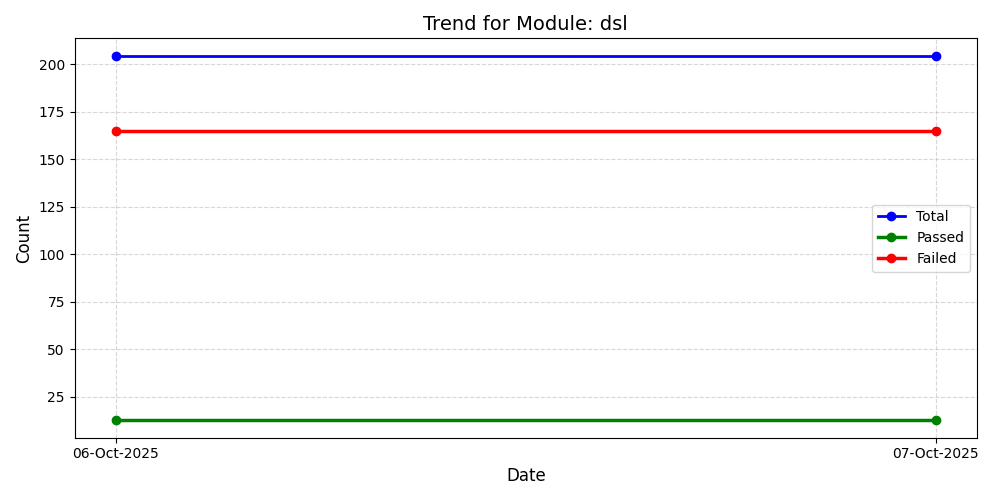 Trend for Module: dsl
200
175
150
125
100
75
50
25
Count
Total
Passed
Failed
06-Oct-2025
07-Oct-2025
Date